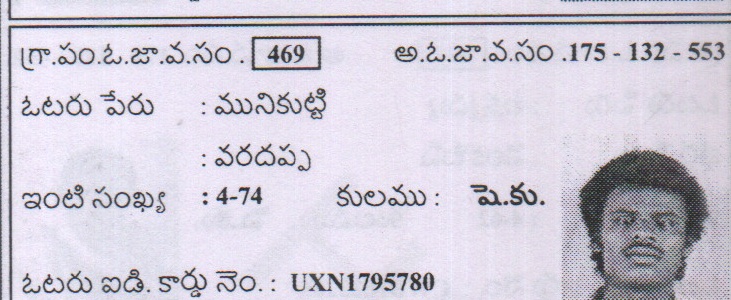 గ్రా.పం.ఓ.జా.వ.సం. 469 అ.ఓ.జా.వ.సం .175 - 132 - 553
ఓటరు పేరు : మునికుట్టి
: వరదప్ప
ఇంటి సంఖ్య : 4-74 కులము : షె.కు.
ఓటరు ఐడి. కార్డు నెం. : UXN1795780